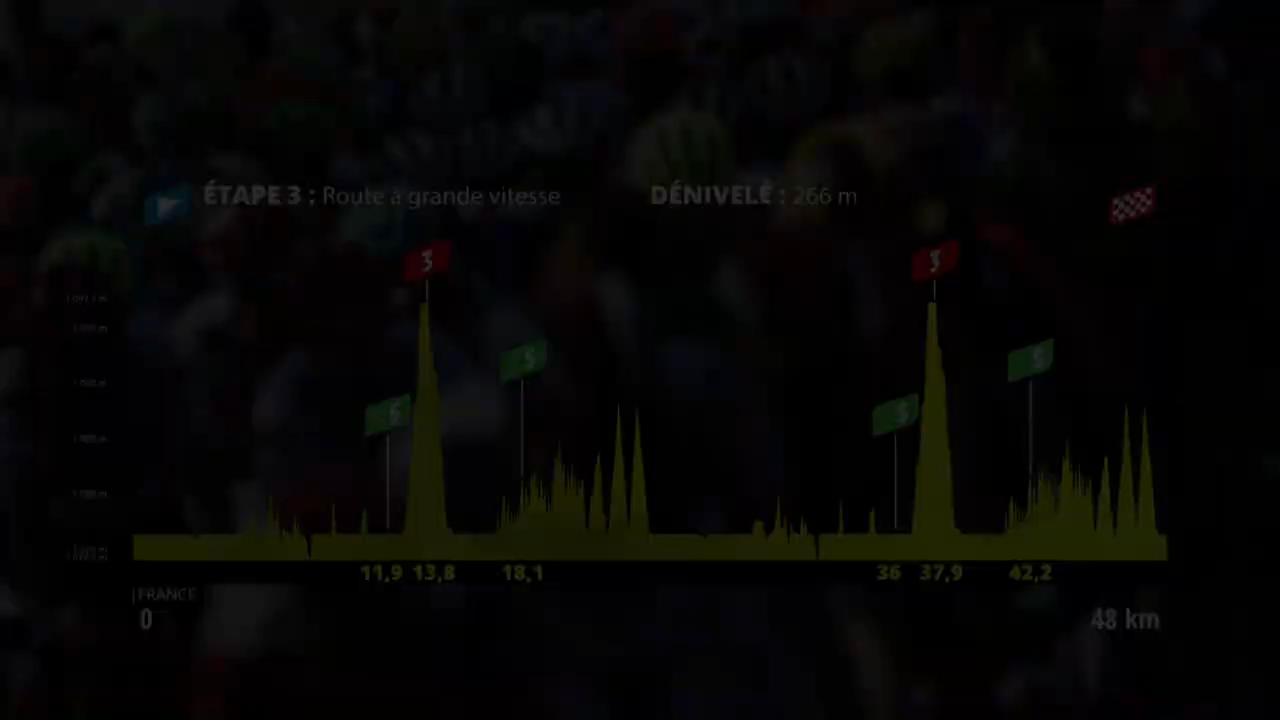 ÉTAPE 3 : Route à grande vitesse
DÉNIVELÉ : 266 m
3
3
S
S
S
S
11,9 13,8 18,1 36 37,9 42,2
FRANCE
0
48 km